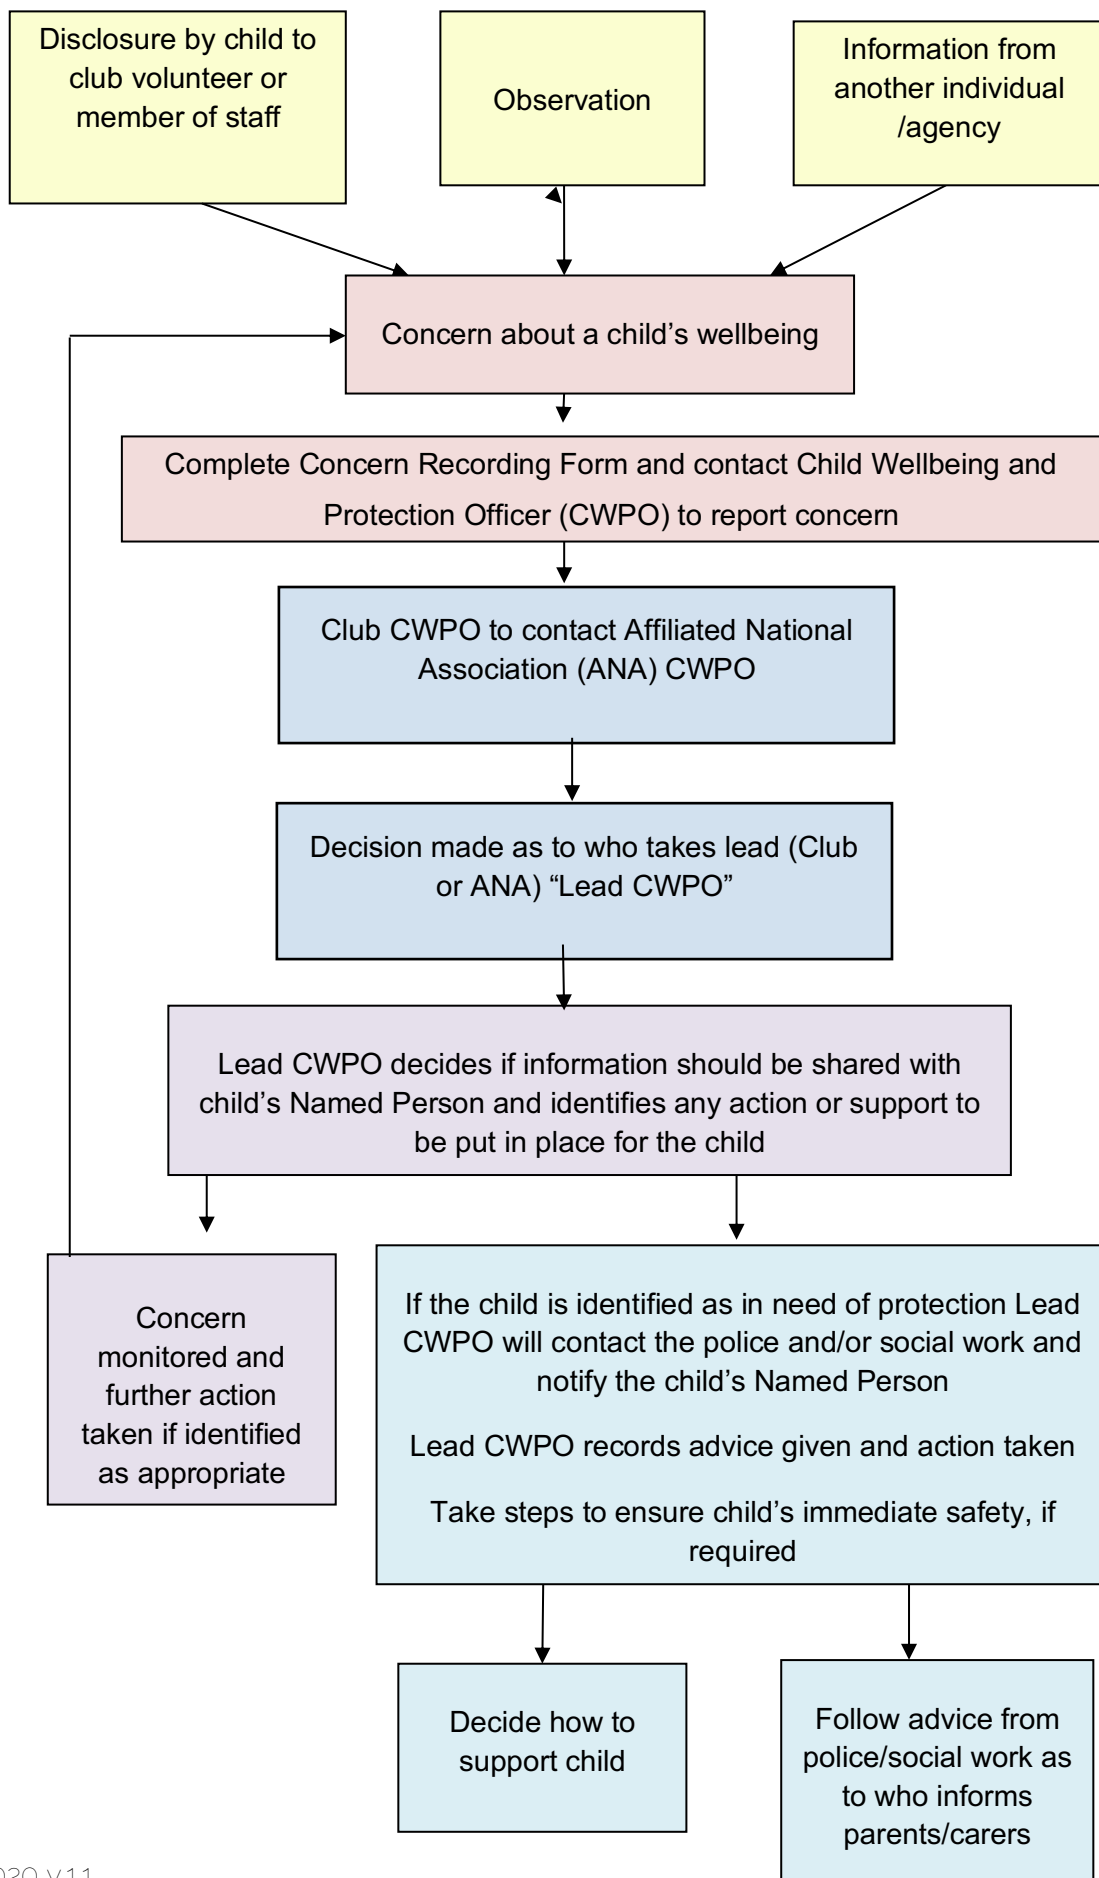 Disclosure by child to
club volunteer or
member of staff
Observation
Information from
another individual
/agency
Concern about a child’s wellbeing
Complete Concern Recording Form and contact Child Wellbeing and
Protection Officer (CWPO) to report concern
Club CWPO to contact Affiliated National
Association (ANA) CWPO
Decision made as to who takes lead (Club
or ANA) “Lead CWPO”
Lead CWPO decides if information should be shared with
child’s Named Person and identifies any action or support to
be put in place for the child
Concern
monitored and
further action
taken if identified
as appropriate
If the child is identified as in need of protection Lead
CWPO will contact the police and/or social work and
notify the child’s Named Person
Lead CWPO records advice given and action taken
Take steps to ensure child’s immediate safety, if
required
Decide how to
support child
Follow advice from
police/social work as
to who informs
parents/carers